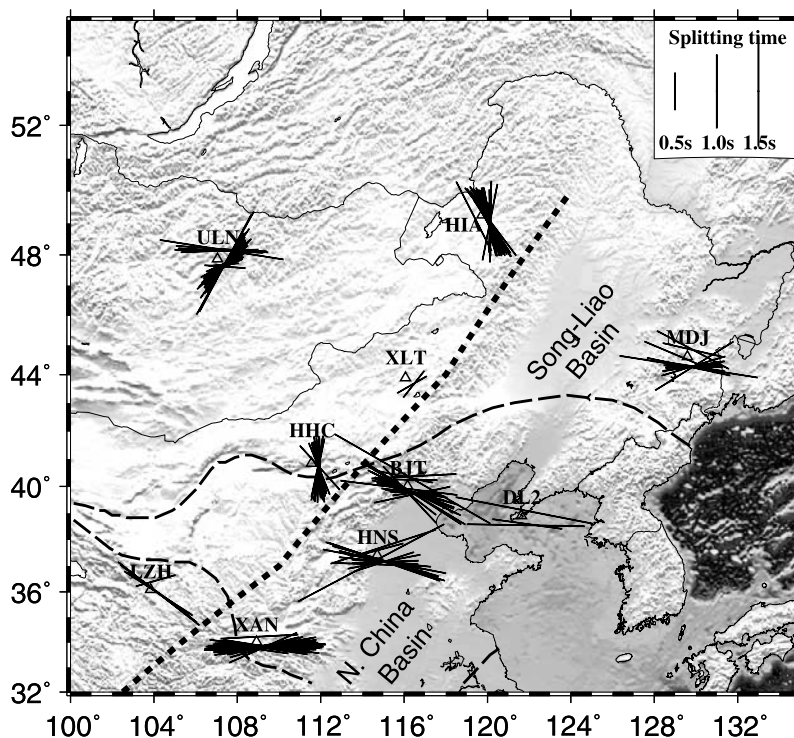 Splitting time
0.5s 1.0s 1.5s
52°
48°
44°
40°
36°
32°
HIA
ULN
MDJ
XLT
Song-Liao
Basin
HHC
BJT
DL2
HNS
LZH
XAN
N. China
Basin
100° 104° 108° 112° 116° 120° 124° 128° 132°